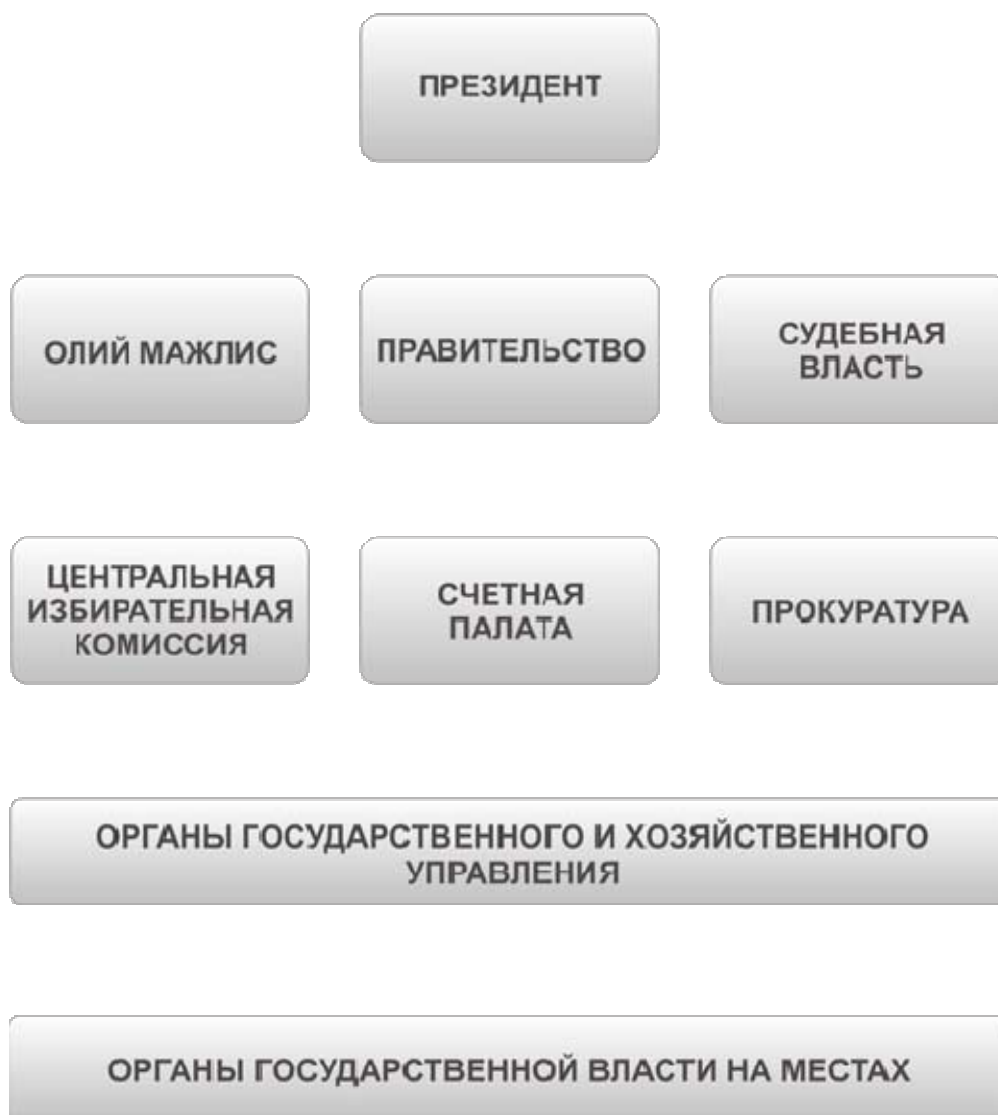 ПРЕЗИДЕНТ
ОЛИЙ МАЖЛИС
ПРАВИТЕЛЬСТВО
СУДЕБНАЯ
ВЛАСТЬ
ЦЕНТРАЛЬНАЯ
ИЗБИРАТЕЛЬНАЯ
КОМИССИЯ
СЧЕТНАЯ
ПАЛАТА
ПРОКУРАТУРА
ОРГАНЫ ГОСУДАРСТВЕННОГО И ХОЗЯЙСТВЕННОГО
УПРАВЛЕНИЯ
ОРГАНЫ ГОСУДАРСТВЕННОЙ ВЛАСТИ НА МЕСТАХ